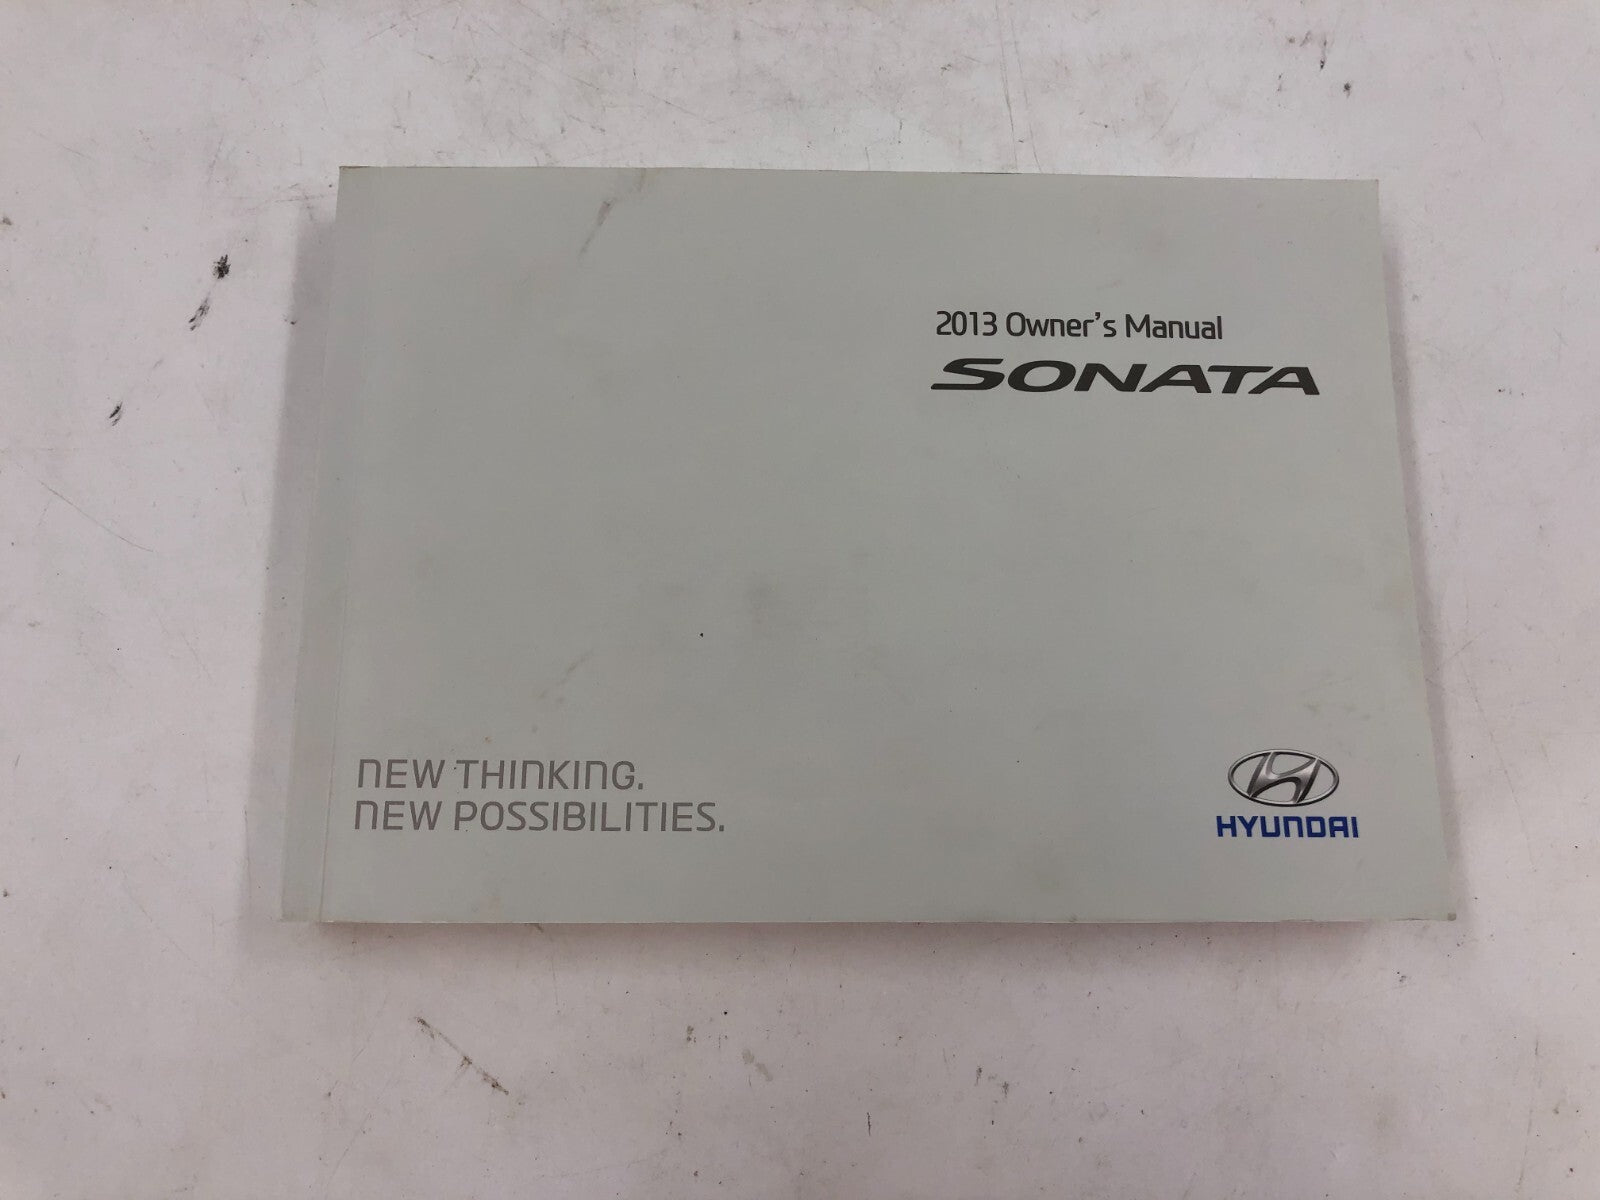 2013 Owner's Manual
SONATA
NEW THINKING.
NEW POSSIBILITIES.
HYUNDAI